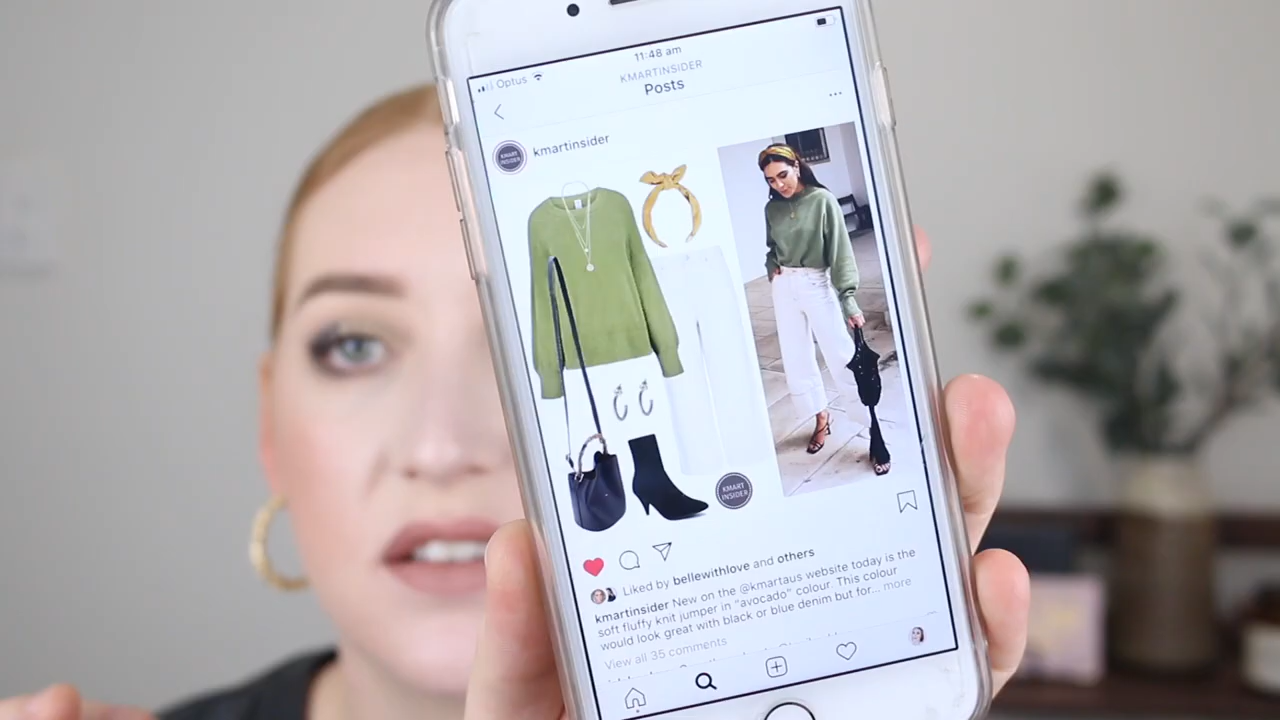 Optus
11:48 am
KMARTINSIDER
Posts
kmartinsider
KMART
INSIDER
KMART
INSIDER
Liked by bellewithlove and others
kmartinsider New on the @kmartaus website today is the
soft fluffy knit jumper in "avocado" colour. This colour
would look great with black or blue denim but for... more
View all 35 comments